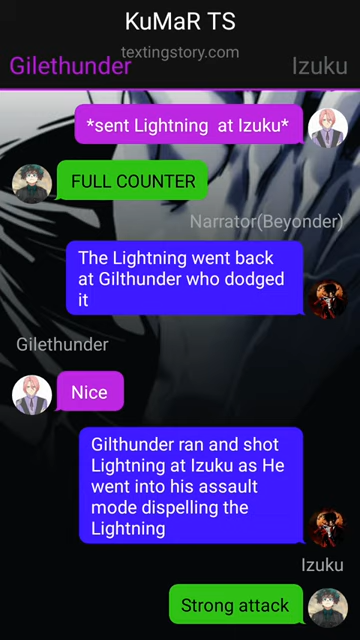 KuMaR TS
textingstory.com
Gilethunder
Izuku
*sent Lightning at Izuku*
FULL COUNTER
Narrator(Beyonder)
The Lightning went back
at Gilthunder who dodged
it
Gilethunder
Nice
Gilthunder ran and shot
Lightning at Izuku as He
went into his assault
mode dispelling the
Lightning
Izuku
Strong attack